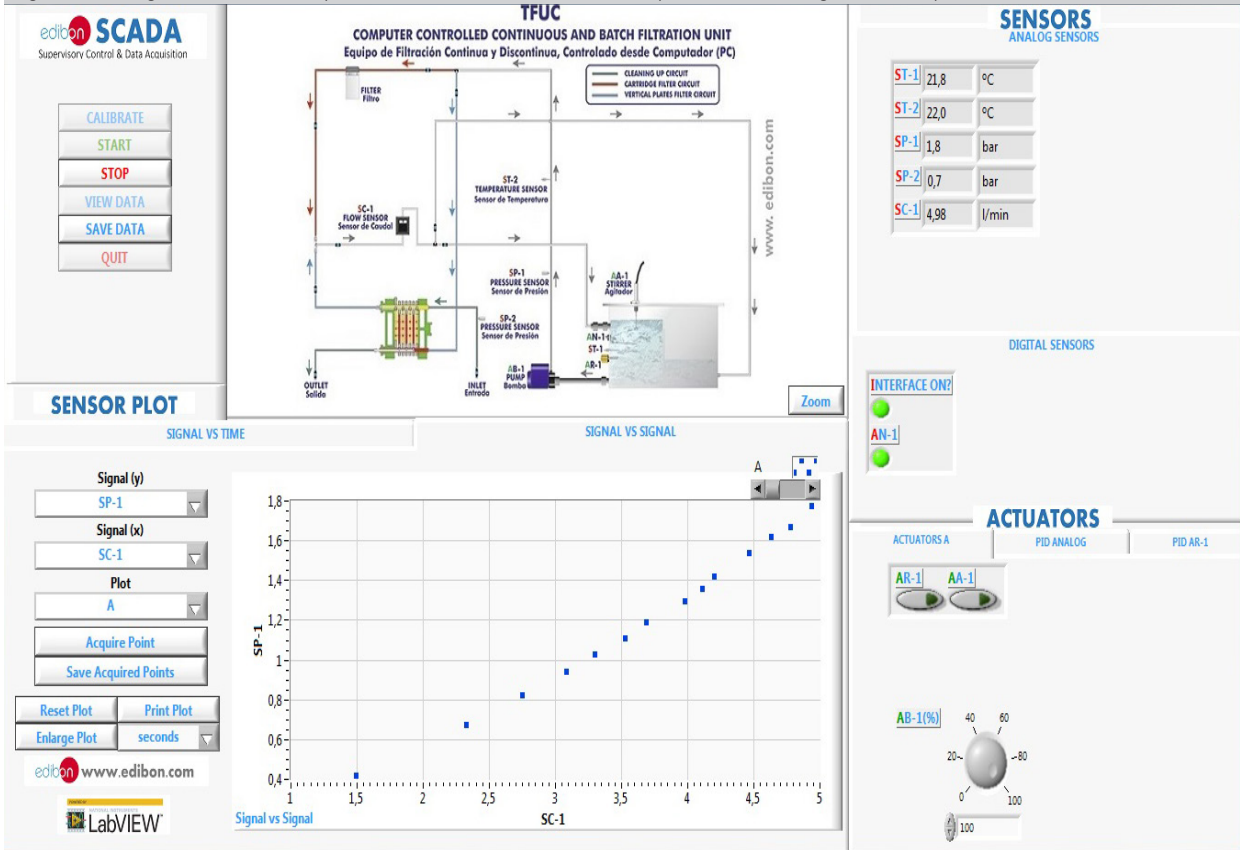 edibon SCADA
Supervisory Control & Data Acquisition
CALIBRATE
START
STOP
VIEW DATA
SAVE DATA
QUIT
TFUC
COMPUTER CONTROLLED CONTINUOUS AND BATCH FILTRATION UNIT
Equipo de Filtración Continua y Discontinua, Controlado desde Computador (PC)
CLEANING UP CIRCUIT
CARTRIDGE FILTER CIRCUIT
VERTICAL PLATES FILTER CIRCUIT
FILTER
Filtro
ST-2
TEMPERATURE SENSOR
Sensor de Temperatura
SC-1
FLOW SENSOR
Sensor de Caudal
SP-1
PRESSURE SENSOR
Sensor de Presión
AA-1
STIRRER
Agitador
SP-2
PRESSURE SENSOR
Sensor de Presión
AN-1
ST-1
AR-1
AB-1
PUMP
Bomba
OUTLET
Salida
INLET
Entrada
www. edibon.com
Zoom
SENSORS
ANALOG SENSORS
ST-1 21,8 ºC
ST-2 22,0 ºC
SP-1 1,8 bar
SP-2 0,7 bar
SC-1 4,98 l/min
DIGITAL SENSORS
INTERFACE ON?
AN-1
SENSOR PLOT
SIGNAL VS TIME
SIGNAL VS SIGNAL
Signal (y)
SP-1
Signal (x)
SC-1
Plot
A
Acquire Point
Save Acquired Points
Reset Plot
Print Plot
Enlarge Plot
seconds
edibon www.edibon.com
LabVIEW
A
1,8
1,6
1,4
1,2
1
0,8
0,6
0,4
SP-1
1 1,5 2 2,5 3 3,5 4 4,5 5
SC-1
Signal vs Signal
ACTUATORS
ACTUATORS A
PID ANALOG
PID AR-1
AR-1 AA-1
AB-1(%)
0 20 40 60 80 100
100